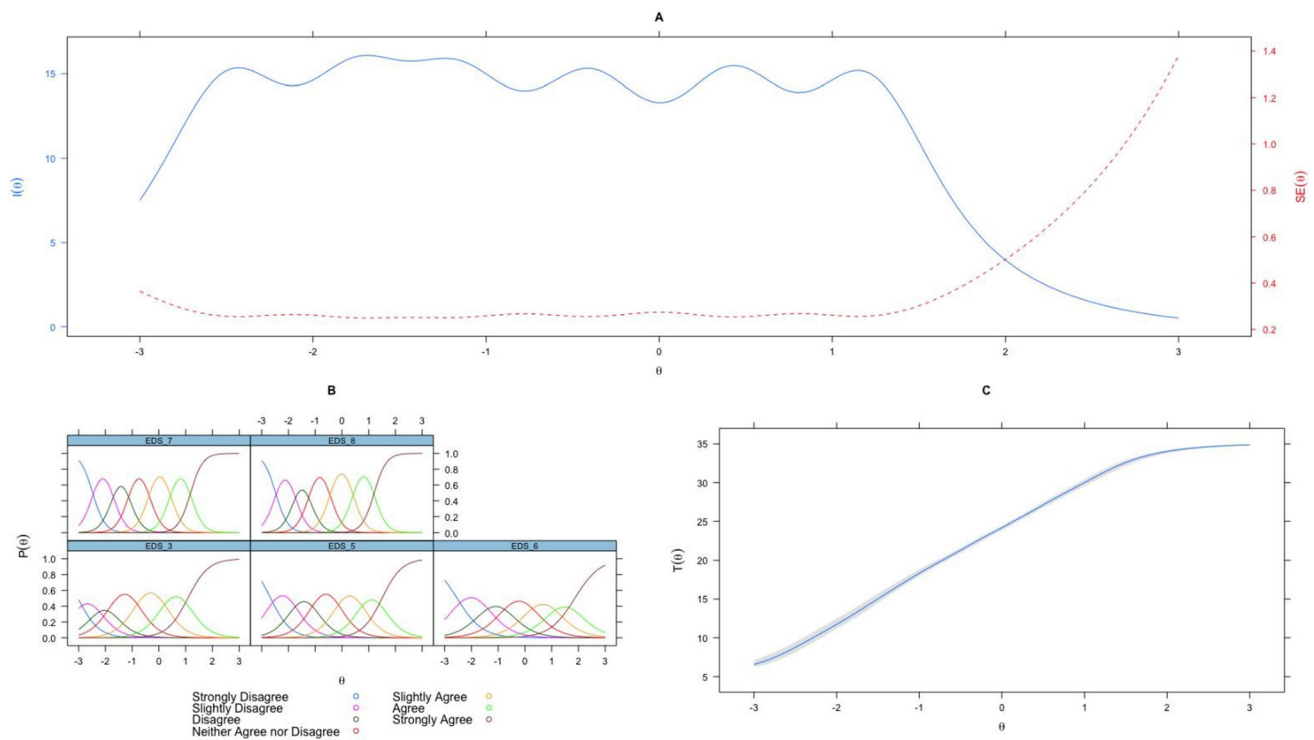 A
15
10
5
0
I(θ)
1.4
1.2
1.0
0.8
0.6
0.4
0.2
SE(θ)
-3 -2 -1 0 1 2 3
θ
B
-3 -2 -1 0 1 2 3
EDS_7 EDS_8
1.0
0.8
0.6
0.4
0.2
0.0
P(θ)
EDS_3 EDS_5 EDS_6
1.0
0.8
0.6
0.4
0.2
0.0
-3 -2 -1 0 1 2 3 -3 -2 -1 0 1 2 3
θ
Strongly Disagree Slightly Agree
Slightly Disagree Agree
Disagree Strongly Agree
Neither Agree nor Disagree
C
35
30
25
20
15
10
5
T(θ)
-3 -2 -1 0 1 2 3
θ